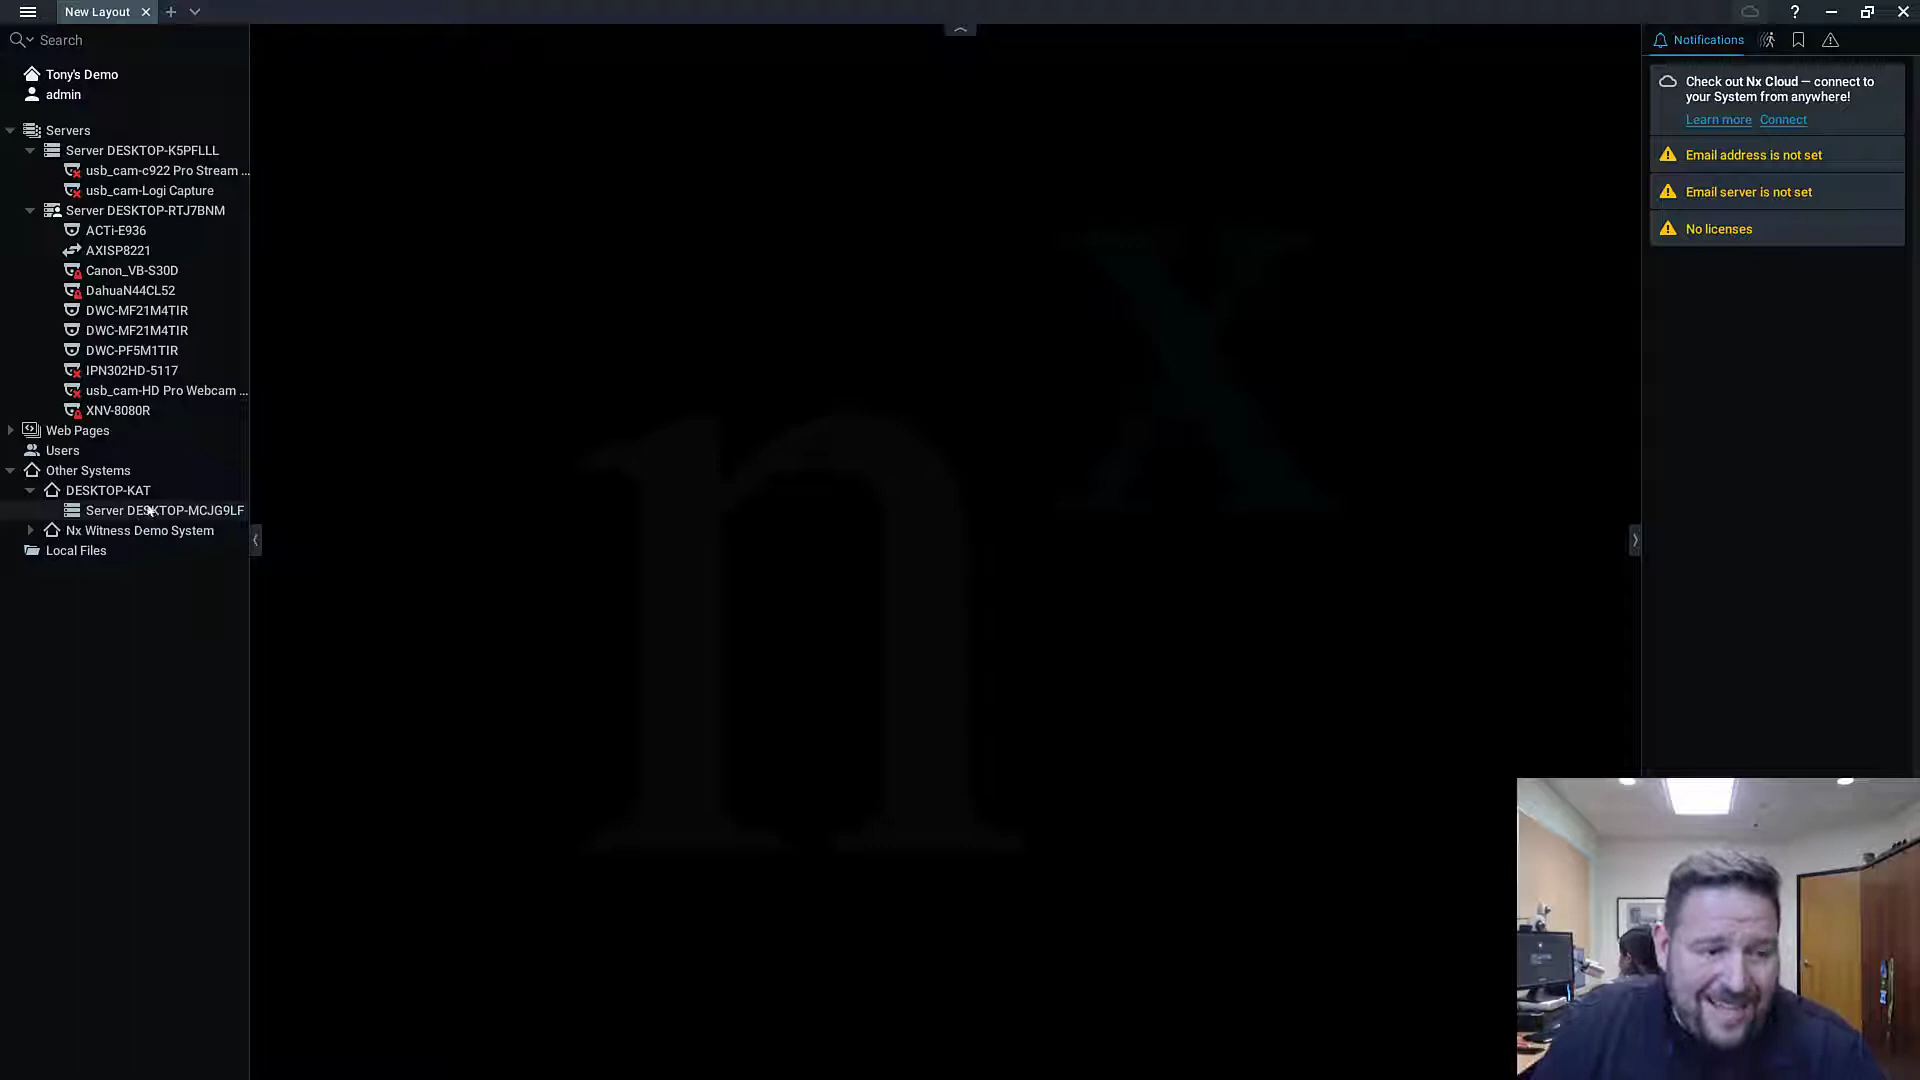 New Layout
Search
Tony's Demo
admin
Servers
Server DESKTOP-K5PFLLL
usb_cam-c922 Pro Stream ...
usb_cam-Logi Capture
Server DESKTOP-RTJ7BNM
ACTi-E936
AXISP8221
Canon_VB-S30D
DahuaN44CL52
DWC-MF21M4TIR
DWC-MF21M4TIR
DWC-PF5M1TIR
IPN302HD-5117
usb_cam-HD Pro Webcam ...
XNV-8080R
Web Pages
Users
Other Systems
DESKTOP-KAT
Server DESKTOP-MCJG9LF
Nx Witness Demo System
Local Files
nx
Notifications
Check out Nx Cloud — connect to
your System from anywhere!
Learn more Connect
Email address is not set
Email server is not set
No licenses